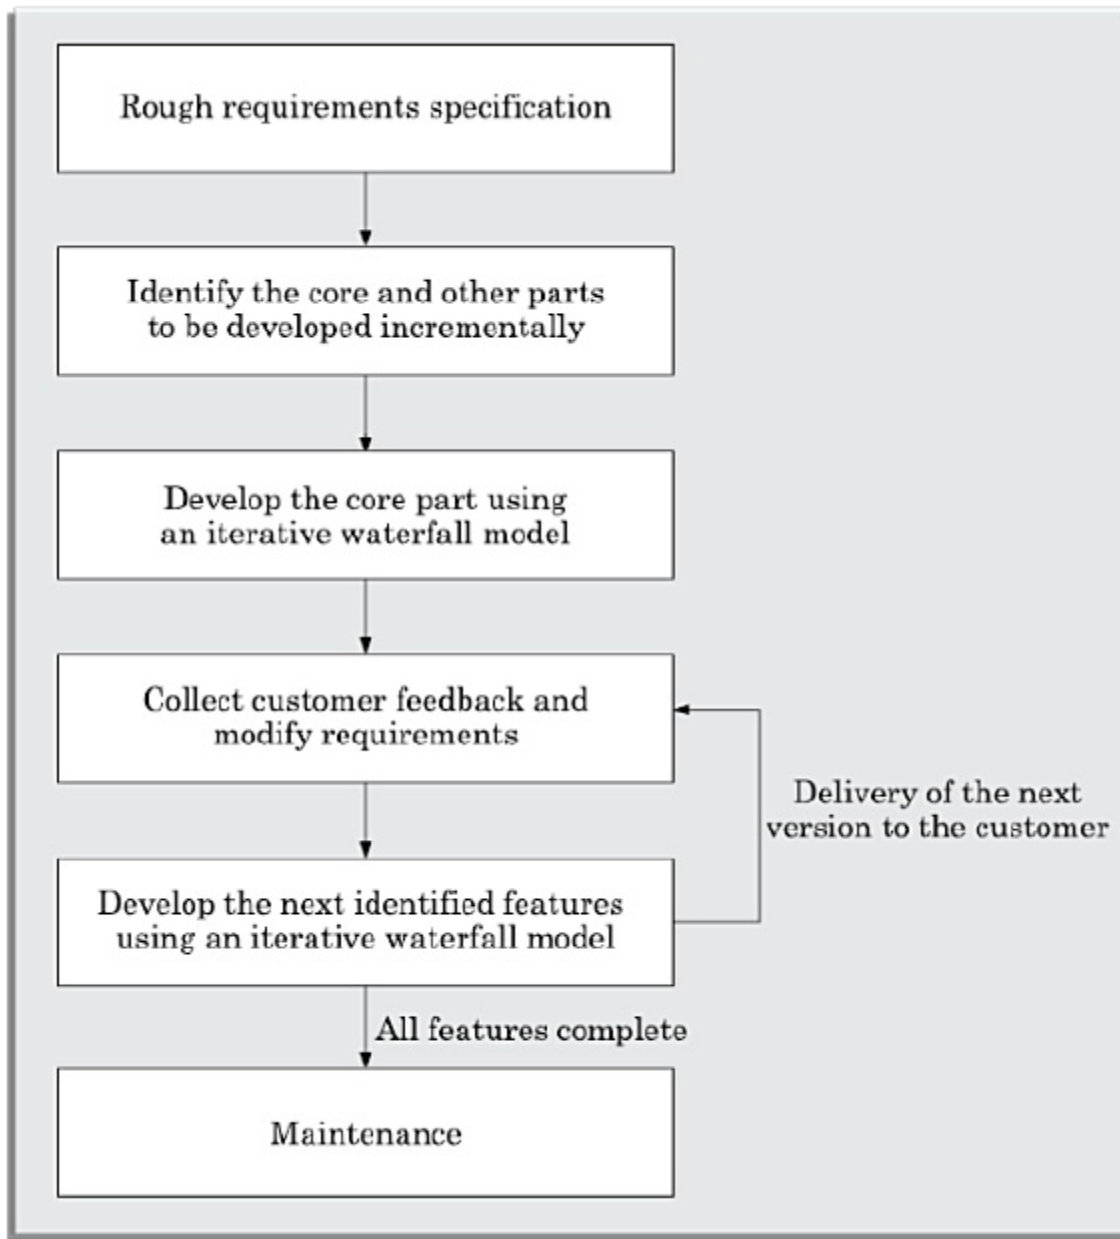 Rough requirements specification
Identify the core and other parts
to be developed incrementally
Develop the core part using
an iterative waterfall model
Collect customer feedback and
modify requirements
Delivery of the next
version to the customer
Develop the next identified features
using an iterative waterfall model
All features complete
Maintenance